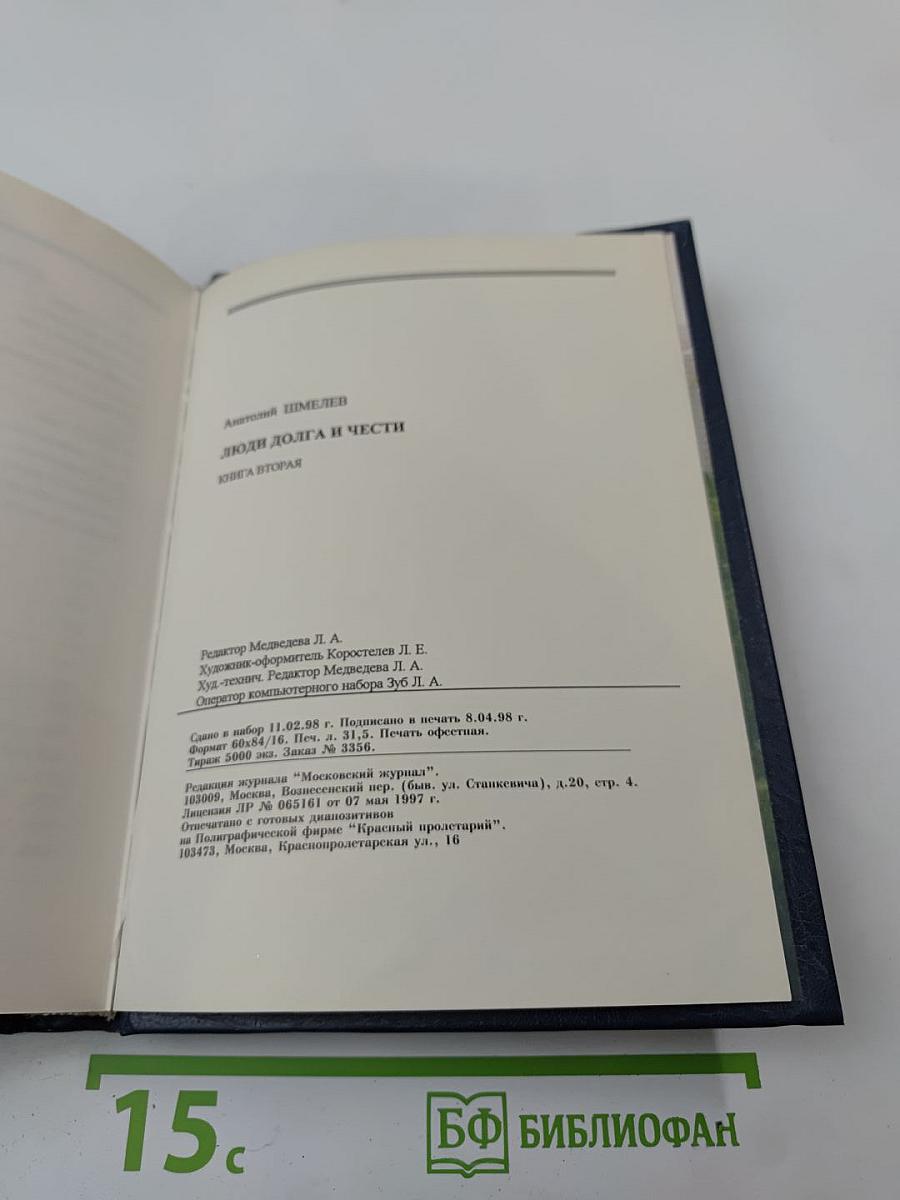 Анатолий ШМЕЛЕВ
ЛЮДИ ДОЛГА И ЧЕСТИ
КНИГА ВТОРАЯ
Редактор Медведева Л. А.
Художник-оформитель Коростелев Л. Е.
Худ.-технич. Редактор Медведева Л. А.
Оператор компьютерного набора Зуб Л. А.
Сдано в набор 11.02.98 г. Подписано в печать 8.04.98 г.
Формат 60x84/16. Печ. л. 31,5. Печать офсетная.
Тираж 5000 экз. Заказ № 3356.
Редакция журнала “Московский журнал”.
103009, Москва, Вознесенский пер. (быв. ул. Станкевича), д.20, стр. 4.
Лицензия ЛР № 065161 от 07 мая 1997 г.
Отпечатано с готовых диапозитивов
на Полиграфической фирме “Красный пролетарий”.
103473, Москва, Краснопролетарская ул., 16
15 с
БФ БИБЛИОФАН